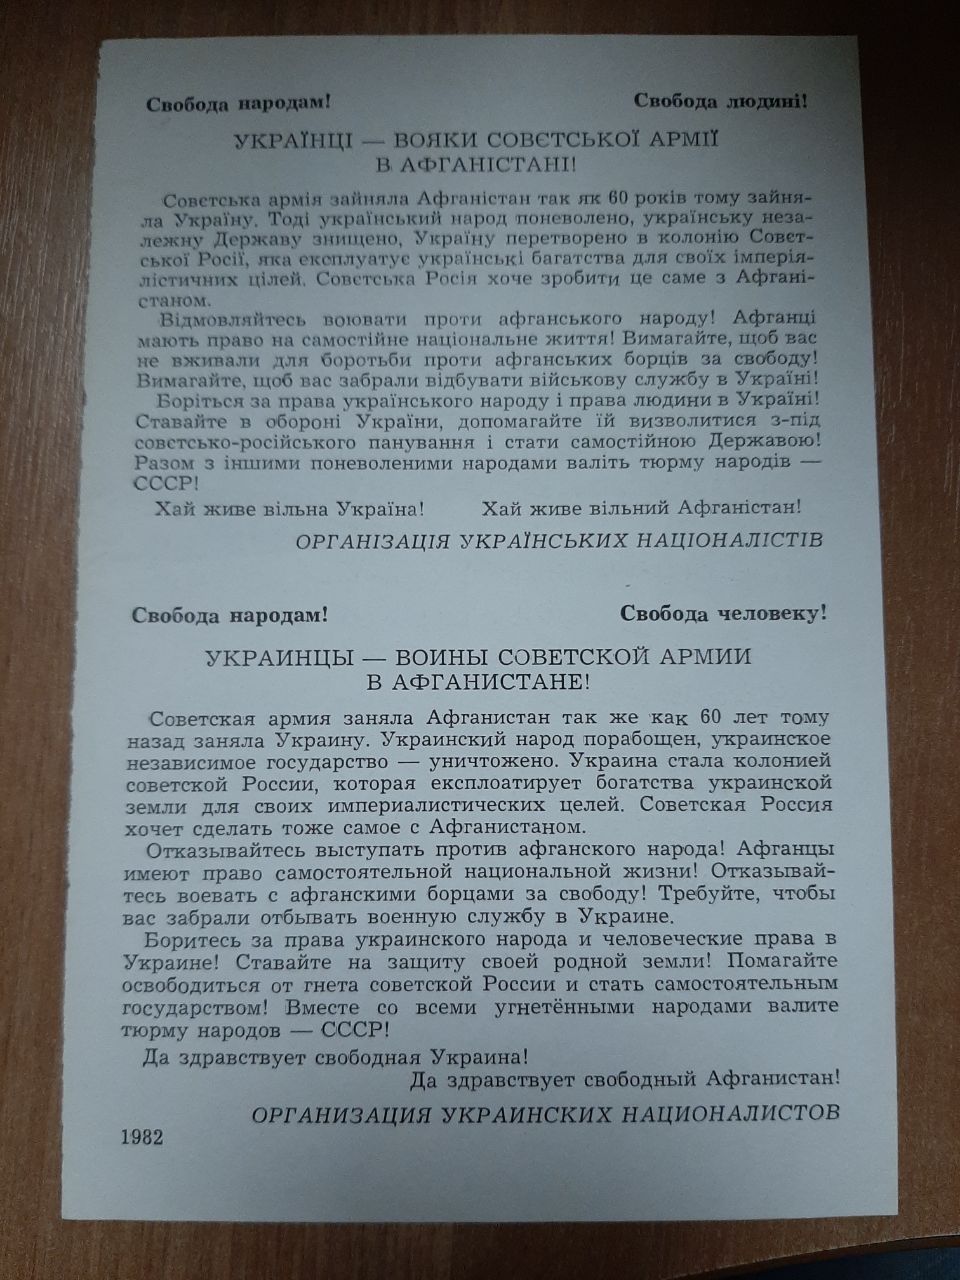 Свобода народам! Свобода людині!
УКРАЇНЦІ — ВОЯКИ СОВЄТСЬКОЇ АРМІЇ
В АФГАНІСТАНІ!
Совєтська армія зайняла Афганістан так як 60 років тому зайня-
ла Україну. Тоді український народ поневолено, українську неза-
лежну Державу знищено, Україну перетворено в колонію Совєт-
ської Росії, яка експлуатує українські багатства для своїх імперія-
лістичних цілей. Совєтська Росія хоче зробити це саме з Афгані-
станом.
Відмовляйтесь воювати проти афганського народу! Афганці
мають право на самостійне національне життя! Вимагайте, щоб вас
не вживали для боротьби проти афганських борців за свободу!
Вимагайте, щоб вас забрали відбувати військову службу в Україні!
Боріться за права українського народу і права людини в Україні!
Ставайте в обороні України, допомагайте їй визволитися з-під
совєтсько-російського панування і стати самостійною Державою!
Разом з іншими поневоленими народами валіть тюрму народів —
СССР!
Хай живе вільна Україна! Хай живе вільний Афганістан!
ОРГАНІЗАЦІЯ УКРАЇНСЬКИХ НАЦІОНАЛІСТІВ
Свобода народам! Свобода человеку!
УКРАИНЦЫ — ВОИНЫ СОВЕТСКОЙ АРМИИ
В АФГАНИСТАНЕ!
Советская армия заняла Афганистан так же как 60 лет тому
назад заняла Украину. Украинский народ порабощен, украинское
независимое государство — уничтожено. Украина стала колонией
советской России, которая експлоатирует богатства украинской
земли для своих империалистических целей. Советская Россия
хочет сделать тоже самое с Афганистаном.
Отказывайтесь выступать против афганского народа! Афганцы
имеют право самостоятельной национальной жизни! Отказывай-
тесь воевать с афганскими борцами за свободу! Требуйте, чтобы
вас забрали отбывать военную службу в Украине.
Боритесь за права украинского народа и человеческие права в
Украине! Ставайте на защиту своей родной земли! Помагайте
освободиться от гнета советской России и стать самостоятельным
государством! Вместе со всеми угнетёнными народами валите
тюрму народов — СССР!
Да здравствует свободная Украина!
Да здравствует свободный Афганистан!
ОРГАНИЗАЦИЯ УКРАИНСКИХ НАЦИОНАЛИСТОВ
1982